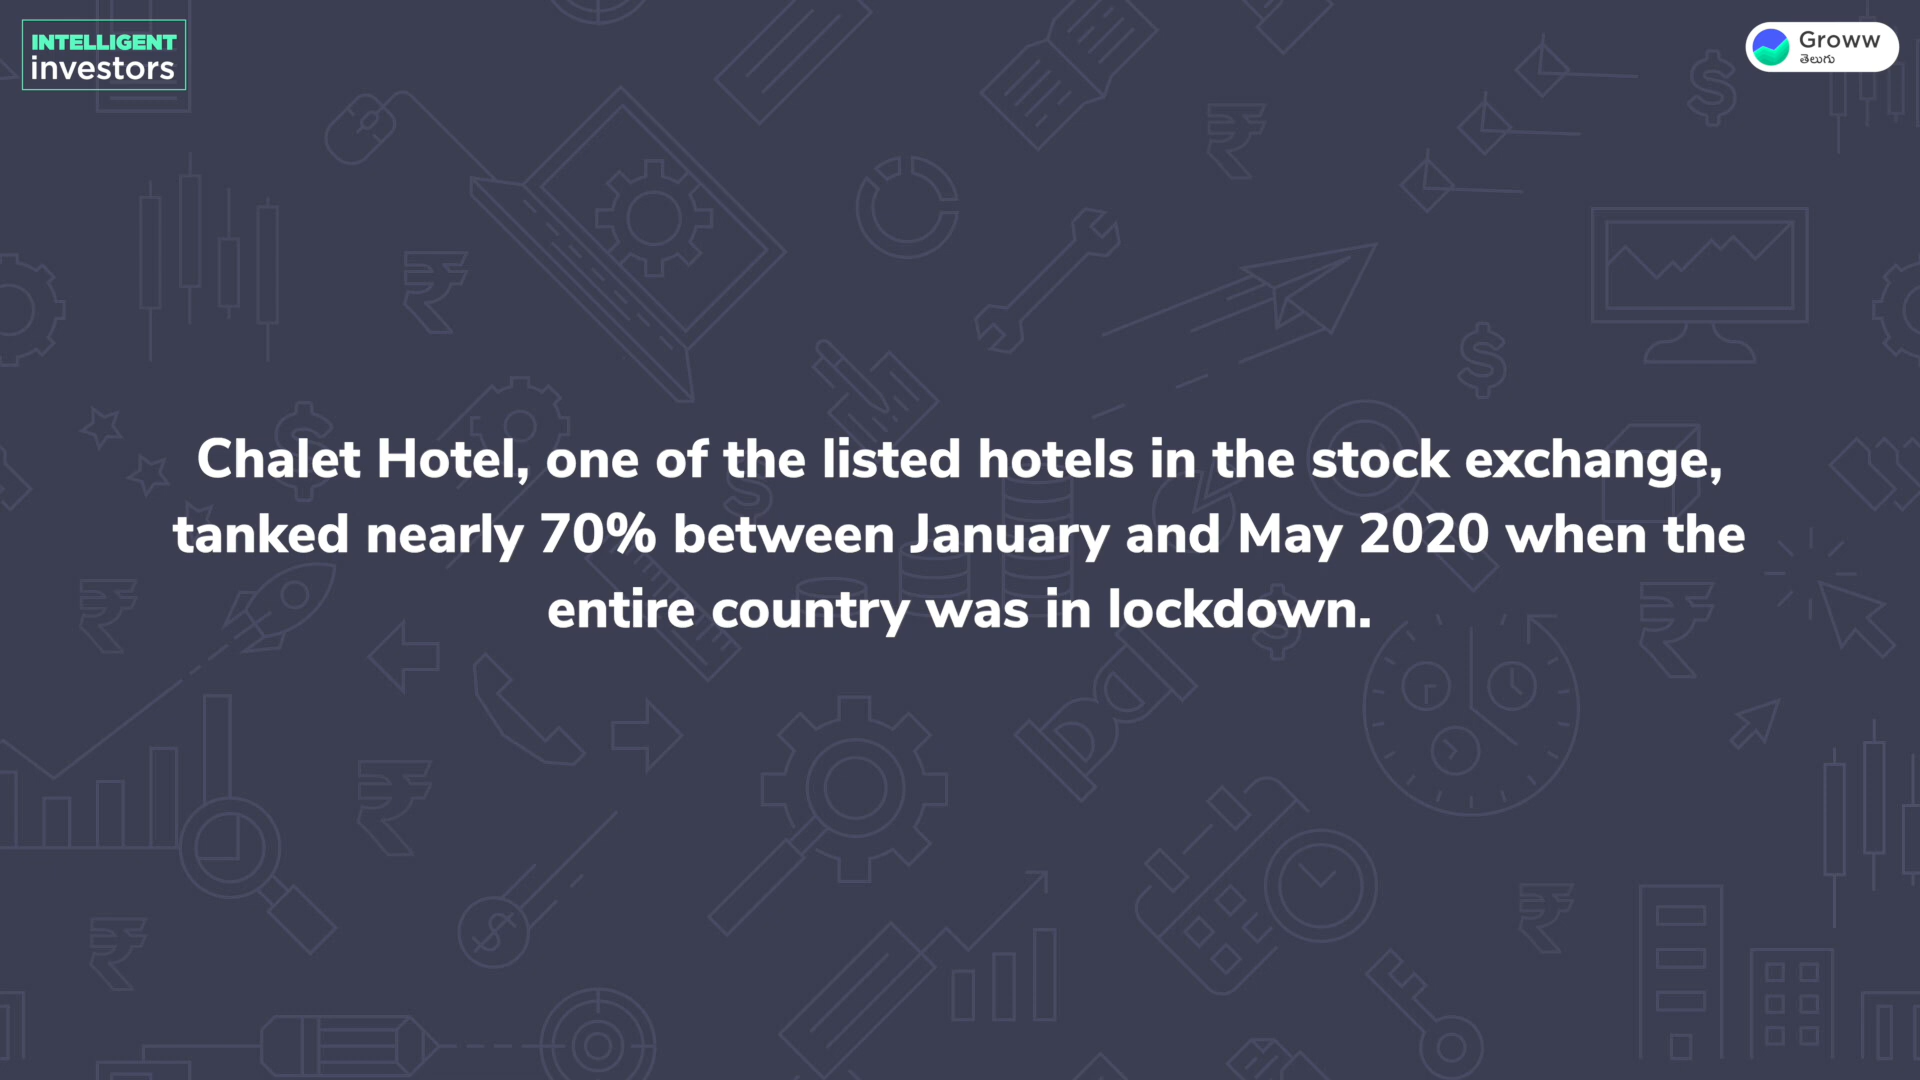 INTELLIGENT
investors
Groww
తెలుగు
Chalet Hotel, one of the listed hotels in the stock exchange,
tanked nearly 70% between January and May 2020 when the
entire country was in lockdown.